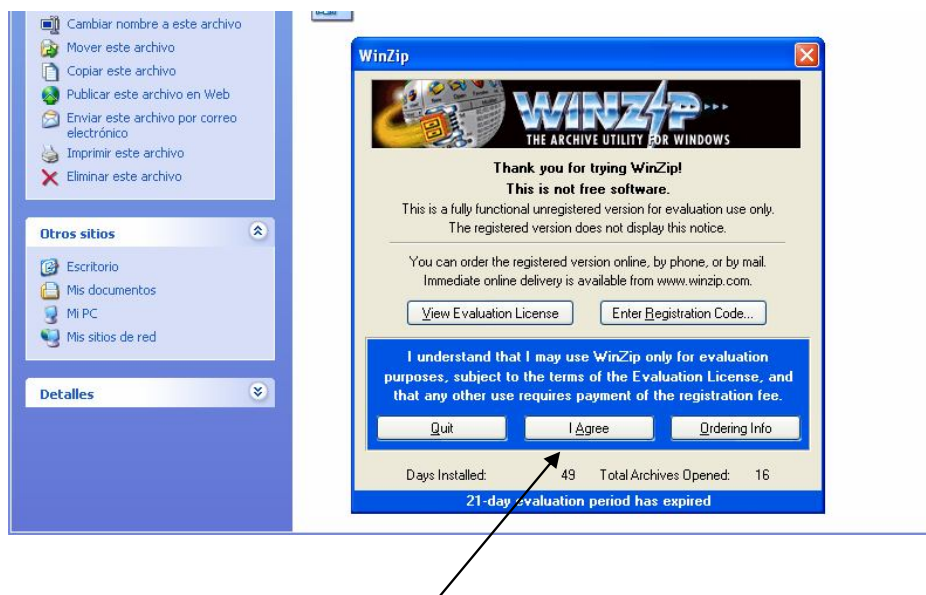 Cambiar nombre a este archivo
Mover este archivo
Copiar este archivo
Publicar este archivo en Web
Enviar este archivo por correo
electrónico
Imprimir este archivo
Eliminar este archivo
Otros sitios
Escritorio
Mis documentos
Mi PC
Mis sitios de red
Detalles
WinZip
WINZIP...
THE ARCHIVE UTILITY FOR WINDOWS
Thank you for trying WinZip!
This is not free software.
This is a fully functional unregistered version for evaluation use only.
The registered version does not display this notice.
You can order the registered version online, by phone, or by mail.
Immediate online delivery is available from www.winzip.com.
View Evaluation License Enter Registration Code...
I understand that I may use WinZip only for evaluation
purposes, subject to the terms of the Evaluation License, and
that any other use requires payment of the registration fee.
Quit I Agree Ordering Info
Days Installed: 49 Total Archives Opened: 16
21-day evaluation period has expired